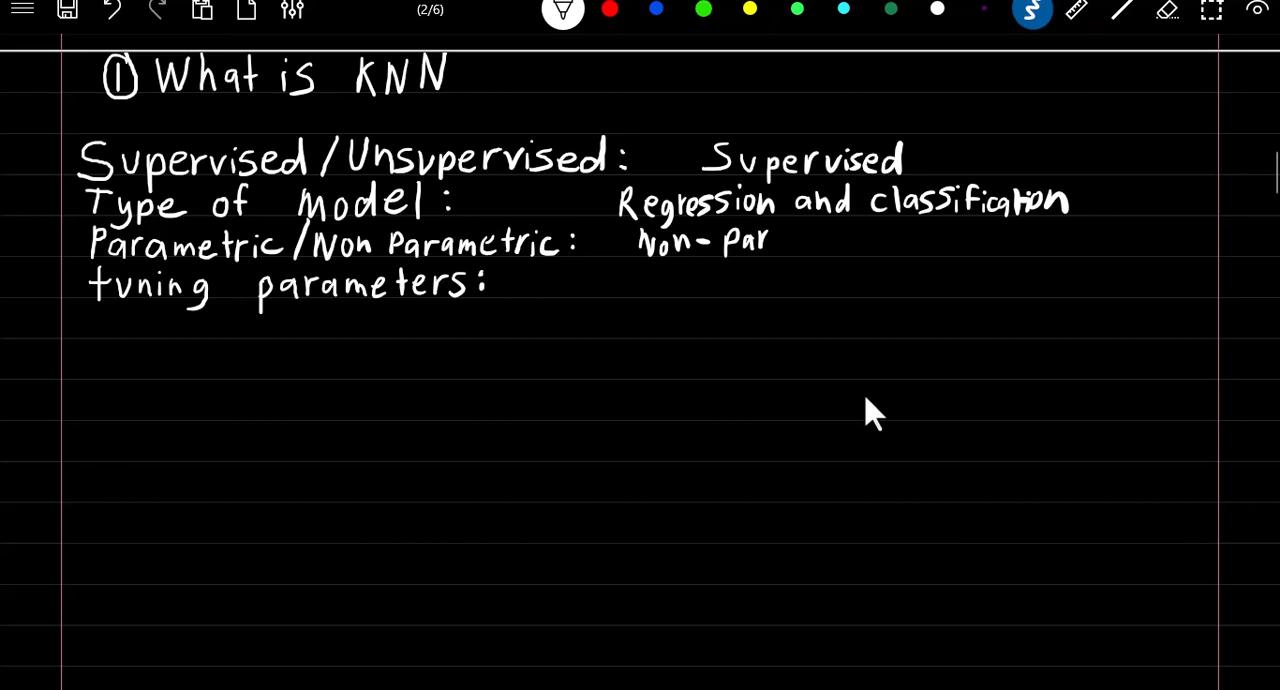 (2/6)
① What is KNN
Supervised/Unsupervised: Supervised
Type of Model: Regression and classification
Parametric/Non Parametric: Non-Par
tuning parameters: